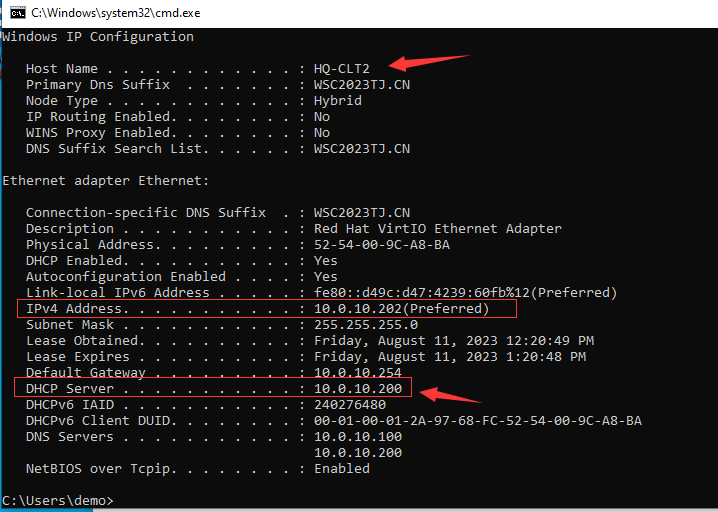 C:\Windows\system32\cmd.exe
Windows IP Configuration
Host Name . . . . . . . . . . . . : HQ-CLT2
Primary Dns Suffix  . . . . . . . : WSC2023TJ.CN
Node Type . . . . . . . . . . . . : Hybrid
IP Routing Enabled. . . . . . . . : No
WINS Proxy Enabled. . . . . . . . : No
DNS Suffix Search List. . . . . . : WSC2023TJ.CN
Ethernet adapter Ethernet:
Connection-specific DNS Suffix  . : WSC2023TJ.CN
Description . . . . . . . . . . . : Red Hat VirtIO Ethernet Adapter
Physical Address. . . . . . . . . : 52-54-00-9C-A8-BA
DHCP Enabled. . . . . . . . . . . : Yes
Autoconfiguration Enabled . . . . : Yes
Link-local IPv6 Address . . . . . : fe80::d49c:d47:4239:60fb%12(Preferred)
IPv4 Address. . . . . . . . . . . : 10.0.10.202(Preferred)
Subnet Mask . . . . . . . . . . . : 255.255.255.0
Lease Obtained. . . . . . . . . . : Friday, August 11, 2023 12:20:49 PM
Lease Expires . . . . . . . . . . : Friday, August 11, 2023 1:20:48 PM
Default Gateway . . . . . . . . . : 10.0.10.254
DHCP Server . . . . . . . . . . . : 10.0.10.200
DHCPv6 IAID . . . . . . . . . . . : 240276480
DHCPv6 Client DUID. . . . . . . . : 00-01-00-01-2A-97-68-FC-52-54-00-9C-A8-BA
DNS Servers . . . . . . . . . . . : 10.0.10.100
10.0.10.200
NetBIOS over Tcpip. . . . . . . . : Enabled
C:\Users\demo>